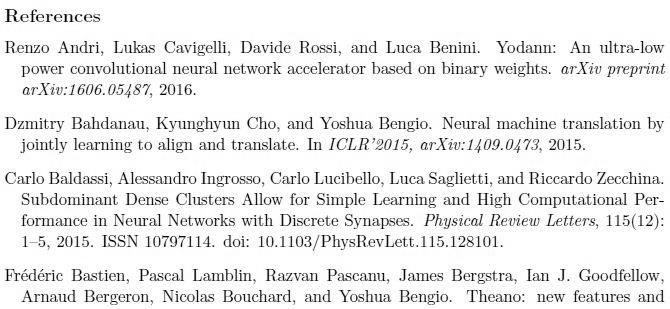 References
Renzo Andri, Lukas Cavigelli, Davide Rossi, and Luca Benini. Yodann: An ultra-low
power convolutional neural network accelerator based on binary weights. arXiv preprint
arXiv:1606.05487, 2016.
Dzmitry Bahdanau, Kyunghyun Cho, and Yoshua Bengio. Neural machine translation by
jointly learning to align and translate. In ICLR'2015, arXiv:1409.0473, 2015.
Carlo Baldassi, Alessandro Ingrosso, Carlo Lucibello, Luca Saglietti, and Riccardo Zecchina.
Subdominant Dense Clusters Allow for Simple Learning and High Computational Per-
formance in Neural Networks with Discrete Synapses. Physical Review Letters, 115(12):
1–5, 2015. ISSN 10797114. doi: 10.1103/PhysRevLett.115.128101.
Frédéric Bastien, Pascal Lamblin, Razvan Pascanu, James Bergstra, Ian J. Goodfellow,
Arnaud Bergeron, Nicolas Bouchard, and Yoshua Bengio. Theano: new features and